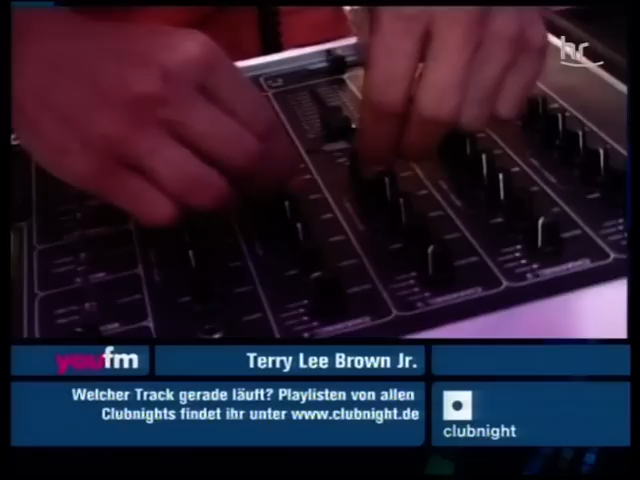 hr
youfm
Terry Lee Brown Jr.
Welcher Track gerade läuft? Playlisten von allen
Clubnights findet ihr unter www.clubnight.de
clubnight